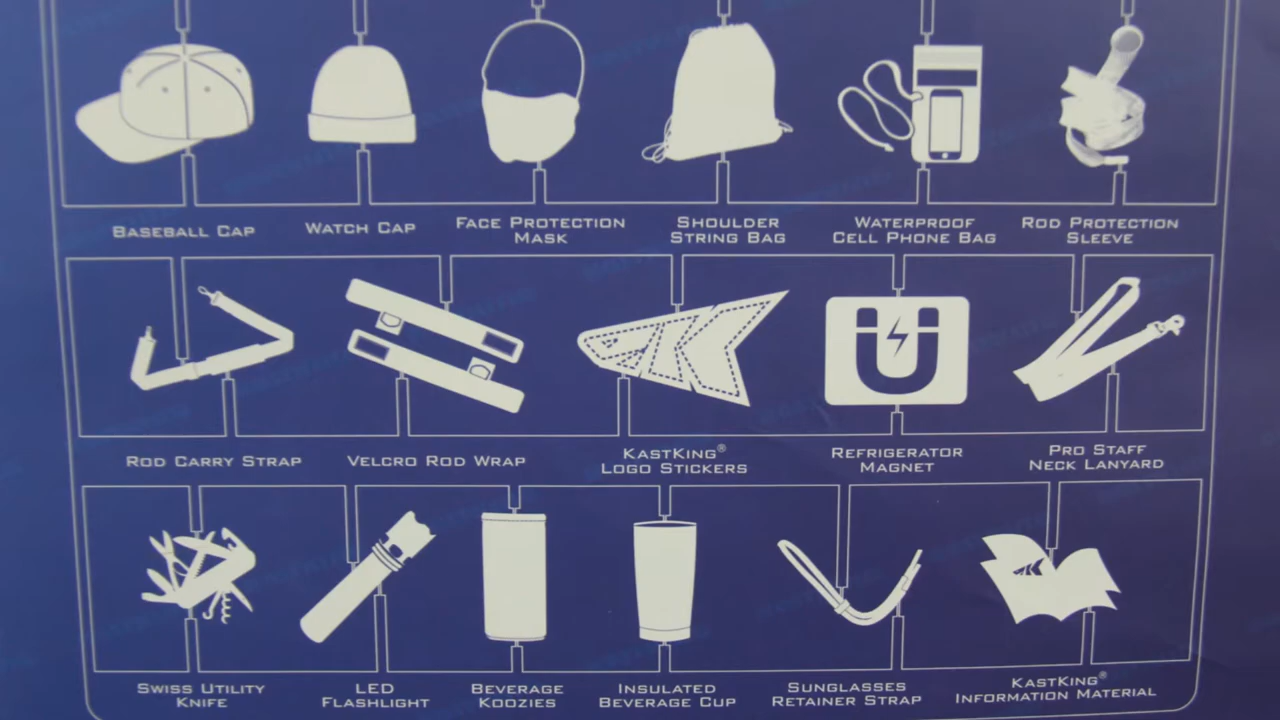 BASEBALL CAP
WATCH CAP
FACE PROTECTION
MASK
SHOULDER
STRING BAG
WATERPROOF
CELL PHONE BAG
ROD PROTECTION
SLEEVE
ROD CARRY STRAP
VELCRO ROD WRAP
KASTKING®
LOGO STICKERS
REFRIGERATOR
MAGNET
PRO STAFF
NECK LANYARD
SWISS UTILITY
KNIFE
LED
FLASHLIGHT
BEVERAGE
KOOZIES
INSULATED
BEVERAGE CUP
SUNGLASSES
RETAINER STRAP
KASTKING®
INFORMATION MATERIAL